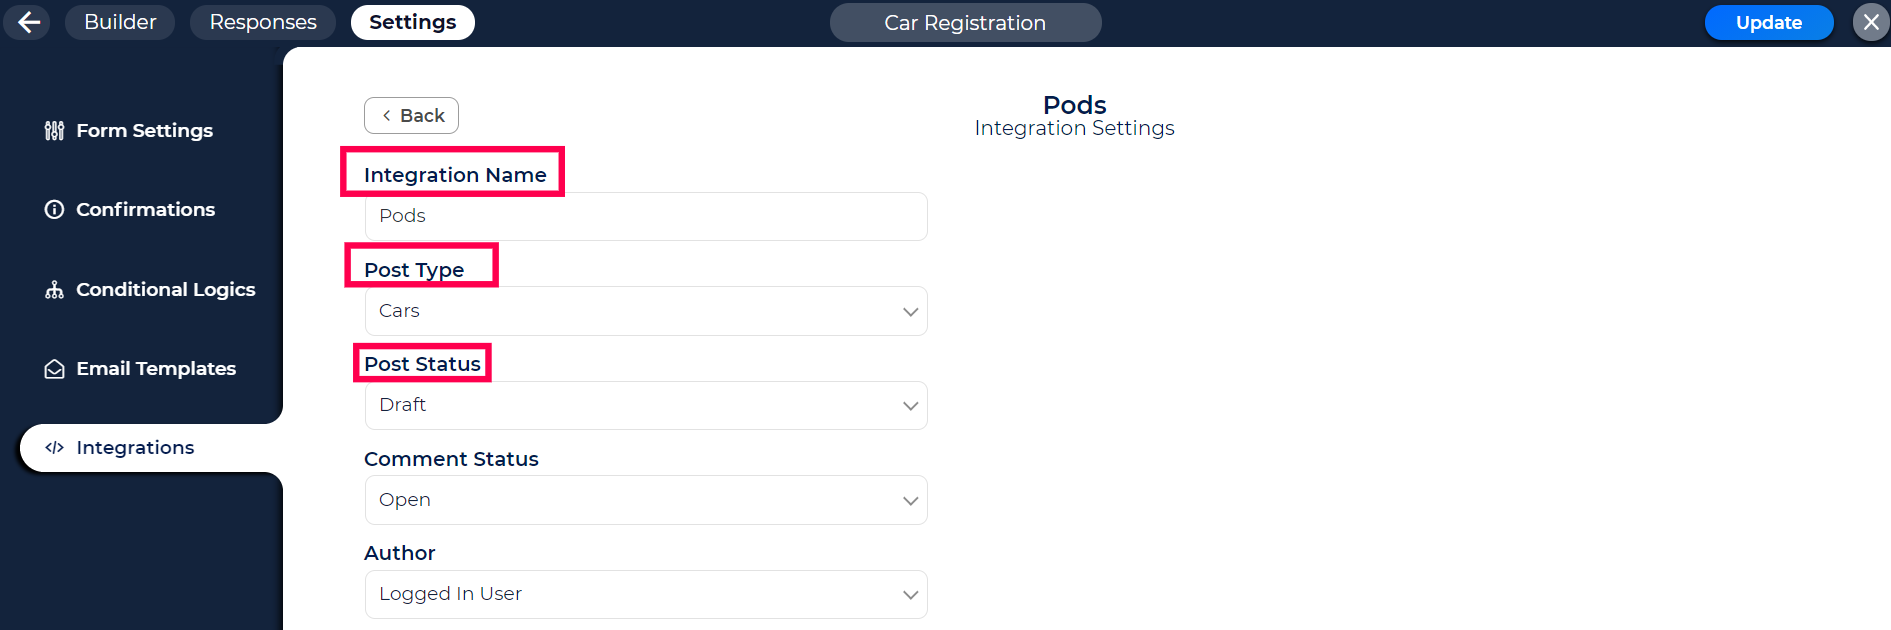 Builder
Responses
Settings
Car Registration
Update
Form Settings
Confirmations
Conditional Logics
Email Templates
</> Integrations
Back
Pods
Integration Settings
Integration Name
Pods
Post Type
Cars
Post Status
Draft
Comment Status
Open
Author
Logged In User